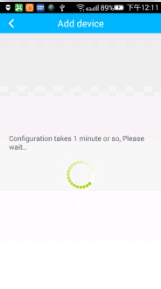 89% 下午12:11
Add device
Configuration takes 1 minute or so, Please
wait...